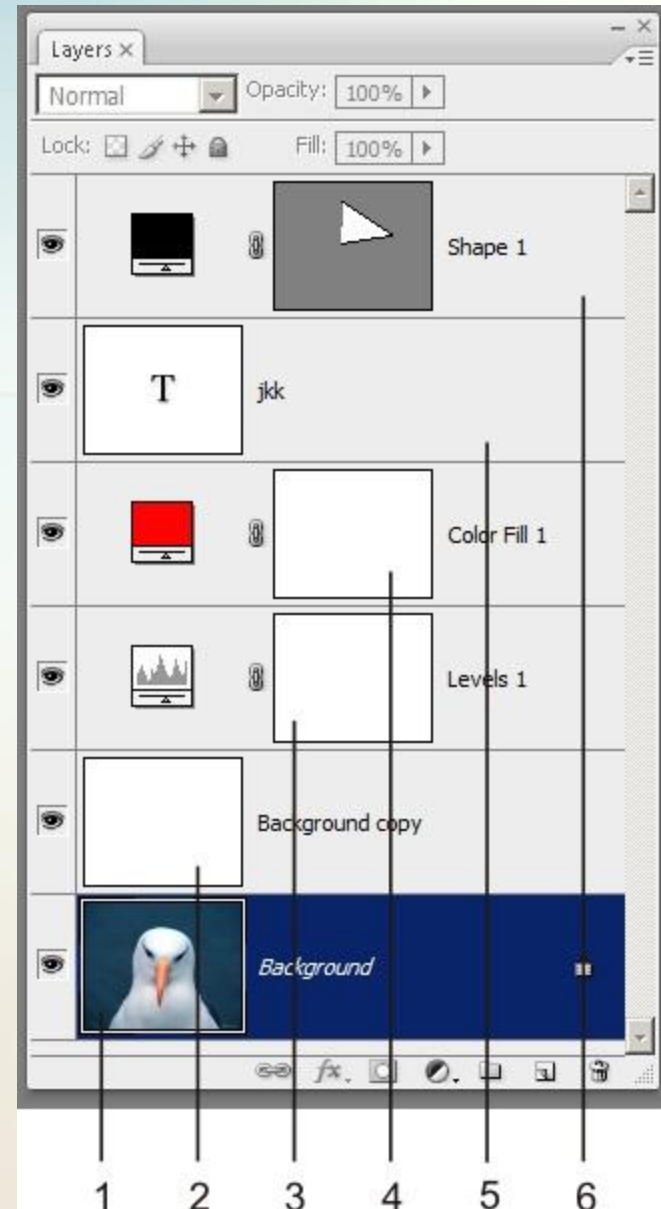 Layers ×
Normal Opacity: 100%
Lock: Fill: 100%
Shape 1
T jkk
Color Fill 1
Levels 1
Background copy
Background
fx.
1 2 3 4 5 6